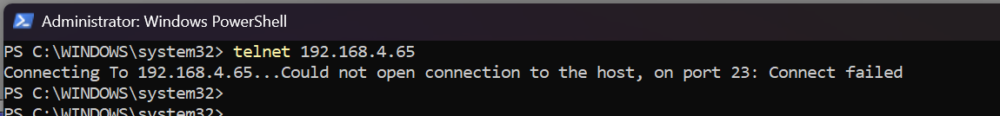 Administrator: Windows PowerShell
PS C:\WINDOWS\system32> telnet 192.168.4.65
Connecting To 192.168.4.65...Could not open connection to the host, on port 23: Connect failed
PS C:\WINDOWS\system32>
PS C:\WINDOWS\system32>